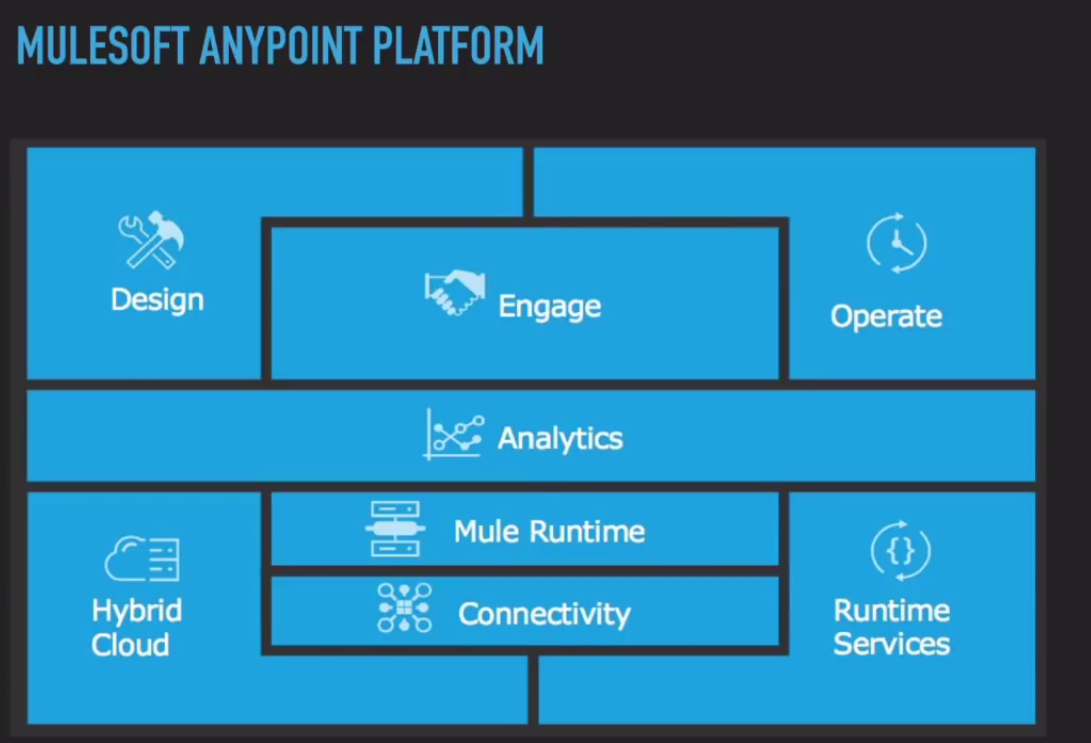 MULESOFT ANYPOINT PLATFORM
Design
Engage
Operate
Analytics
Hybrid
Cloud
Mule Runtime
Connectivity
{}
Runtime
Services